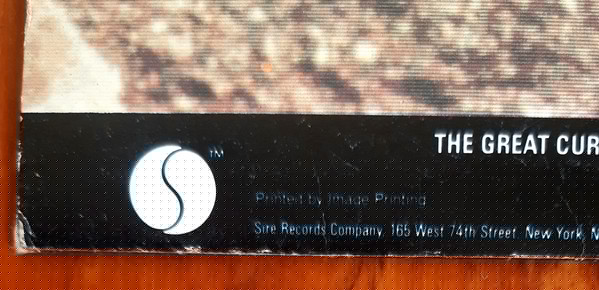 THE GREAT CUR
TM
Printed by Image Printing
Sire Records Company, 165 West 74th Street, New York, N